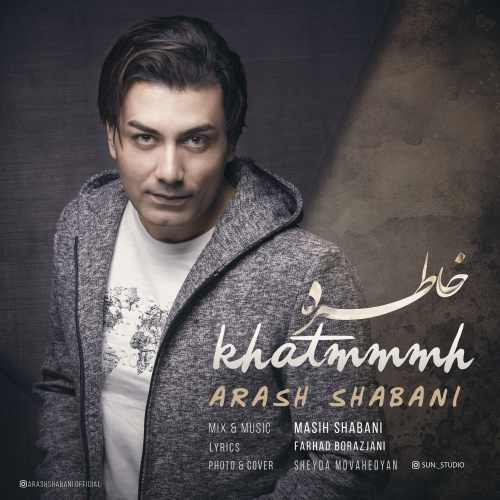 خاطره
khatmmmh
ARASH SHABANI
MIX & MUSIC MASIH SHABANI
LYRICS FARHAD BORAZJANI
PHOTO & COVER SHEYDA MOVAHEDYAN SUN_STUDIO
ARASHSHABANI.OFFICIAL